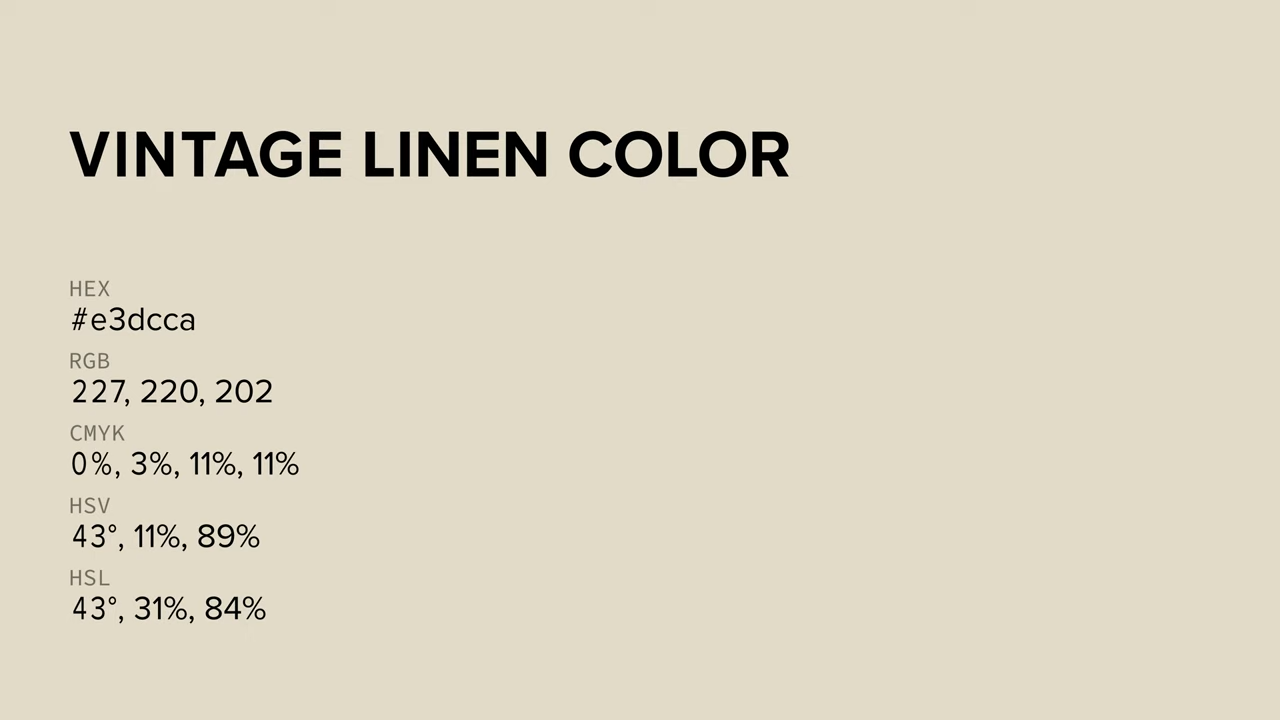 VINTAGE LINEN COLOR
HEX
#e3dcca
RGB
227, 220, 202
CMYK
0%, 3%, 11%, 11%
HSV
43°, 11%, 89%
HSL
43°, 31%, 84%